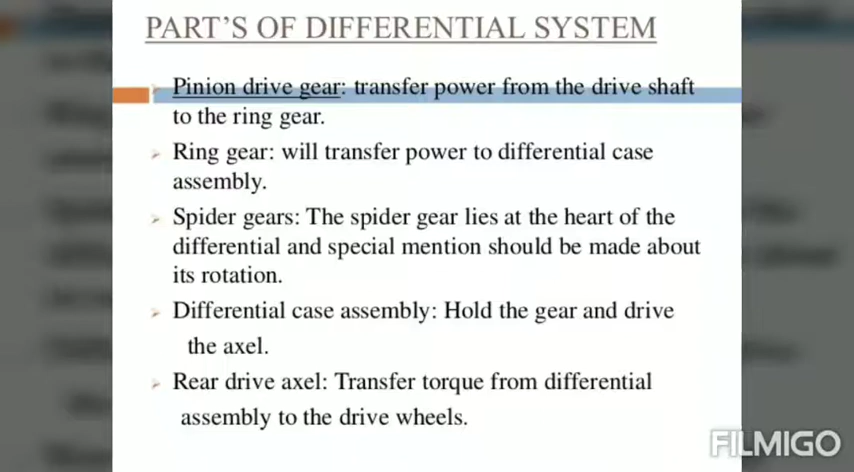 PART'S OF DIFFERENTIAL SYSTEM
Pinion drive gear: transfer power from the drive shaft
to the ring gear.
Ring gear: will transfer power to differential case
assembly.
Spider gears: The spider gear lies at the heart of the
differential and special mention should be made about
its rotation.
Differential case assembly: Hold the gear and drive
the axel.
Rear drive axel: Transfer torque from differential
assembly to the drive wheels.
FILMIGO